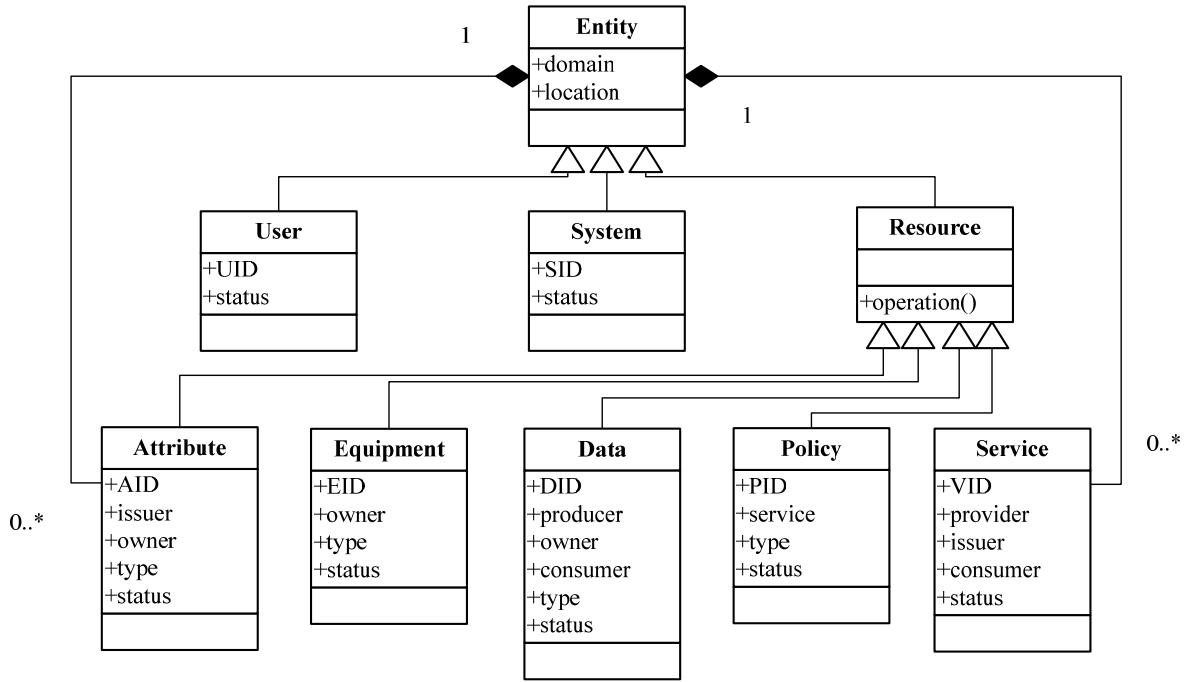 1
Entity
+domain
+location
1
User
+UID
+status
System
+SID
+status
Resource
+operation()
Attribute
+AID
+issuer
+owner
+type
+status
0..*
Equipment
+EID
+owner
+type
+status
Data
+DID
+producer
+owner
+consumer
+type
+status
Policy
+PID
+service
+type
+status
Service
+VID
+provider
+issuer
+consumer
+status
0..*